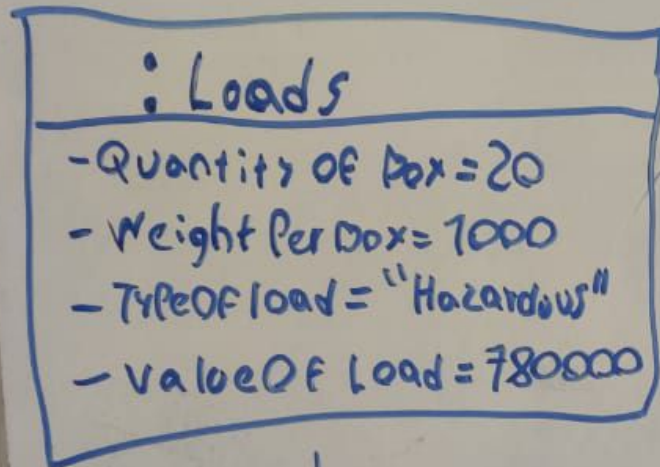 : Loads
-Quantity of Box = 20
- Weight Per Box = 1000
- TypeOf load = "Hazardous"
- ValueOf Load = 780000